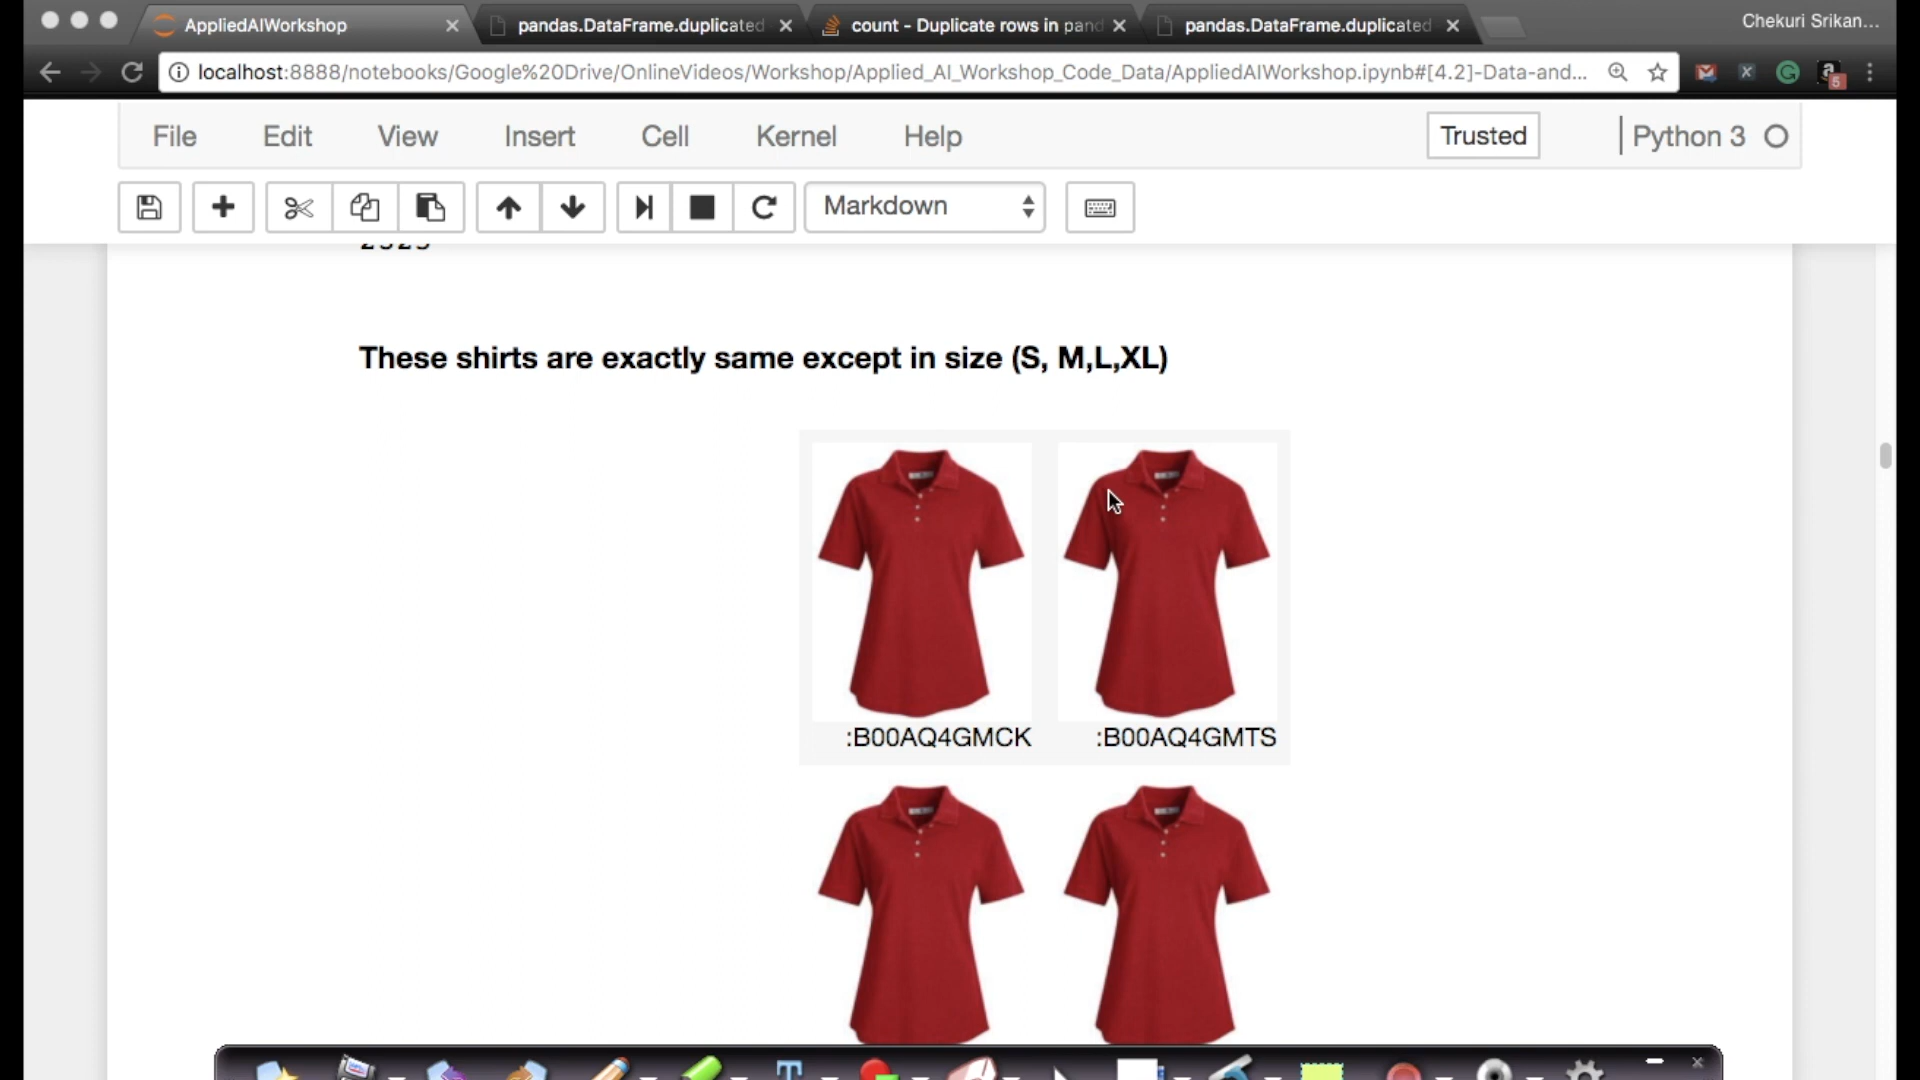 AppliedAIWorkshop
pandas.DataFrame.duplicated
count - Duplicate rows in pand
pandas.DataFrame.duplicated
Chekuri Srikan...
localhost:8888/notebooks/Google%20Drive/OnlineVideos/Workshop/Applied_AI_Workshop_Code_Data/AppliedAIWorkshop.ipynb#[4.2]-Data-and...
5
File Edit View Insert Cell Kernel Help
Trusted
Python 3
Markdown
These shirts are exactly same except in size (S, M,L,XL)
:B00AQ4GMCK :B00AQ4GMTS